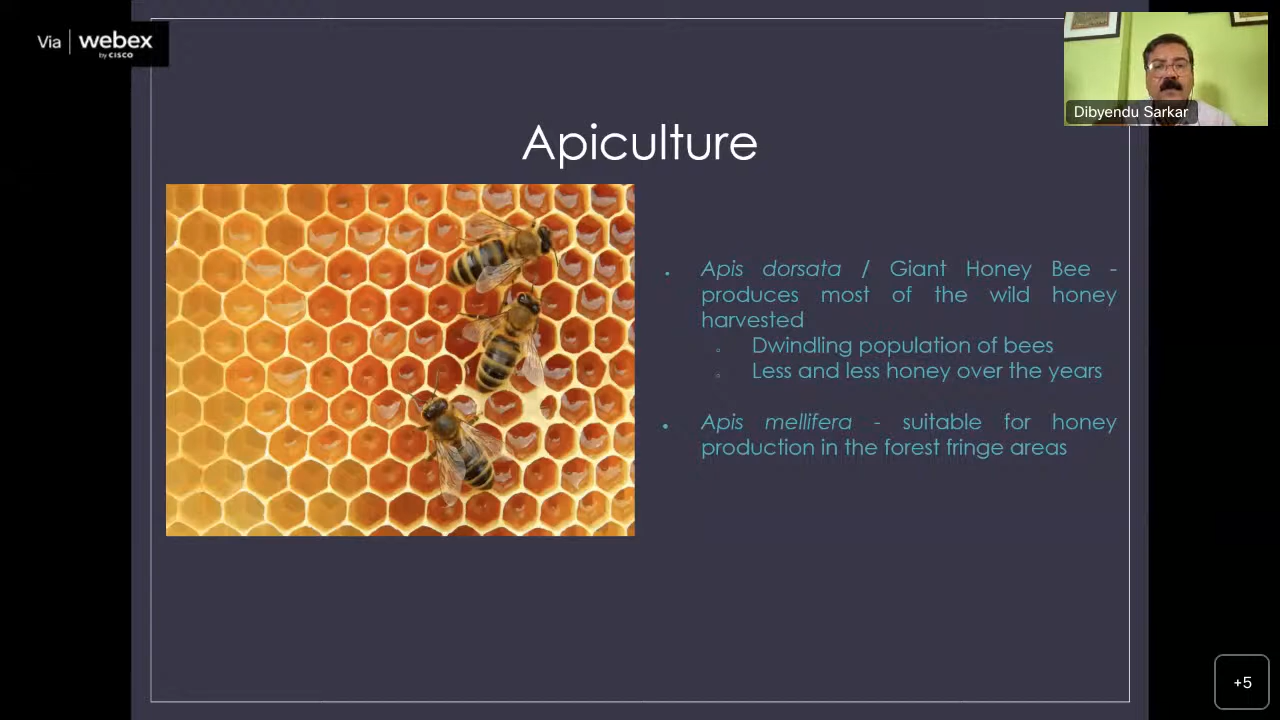 Via webex
by CISCO
Dibyendu Sarkar
Apiculture
. Apis dorsata / Giant Honey Bee -
produces most of the wild honey
harvested
▫ Dwindling population of bees
▫ Less and less honey over the years
. Apis mellifera - suitable for honey
production in the forest fringe areas
+5